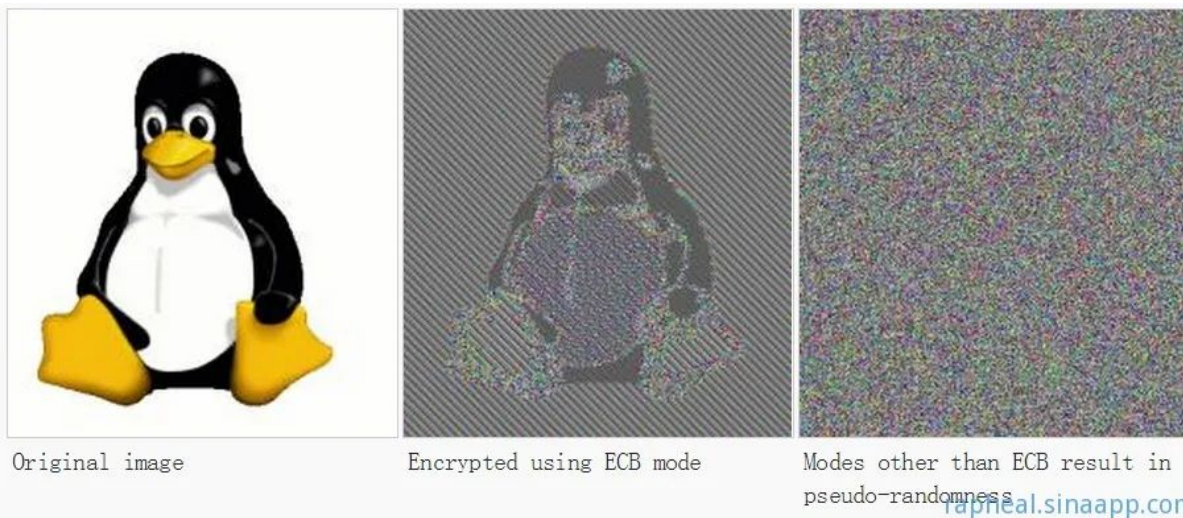 Original image
Encrypted using ECB mode
Modes other than ECB result in
pseudo-randomness
rapheal.sinaapp.com